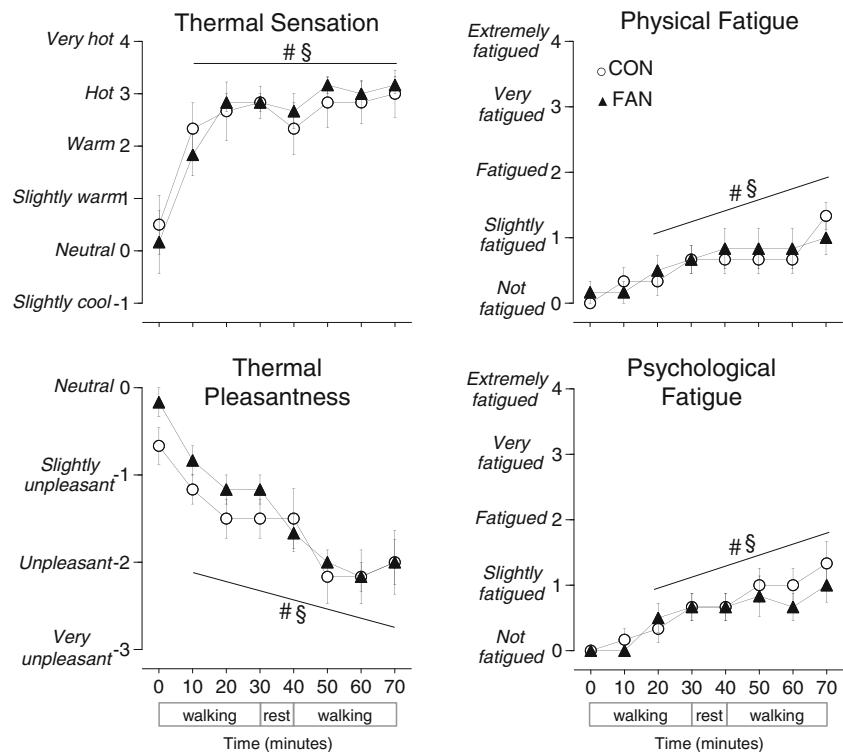 Thermal Sensation
Very hot 4
Hot 3
Warm 2
Slightly warm 1
Neutral 0
Slightly cool -1
# §
Physical Fatigue
Extremely
fatigued 4
Very
fatigued 3
Fatigued 2
Slightly
fatigued 1
Not
fatigued 0
CON
FAN
# §
Thermal
Pleasantness
Neutral 0
Slightly
unpleasant -1
Unpleasant -2
Very
unpleasant -3
# §
0 10 20 30 40 50 60 70
walking rest walking
Time (minutes)
Psychological
Fatigue
Extremely
fatigued 4
Very
fatigued 3
Fatigued 2
Slightly
fatigued 1
Not
fatigued 0
# §
0 10 20 30 40 50 60 70
walking rest walking
Time (minutes)